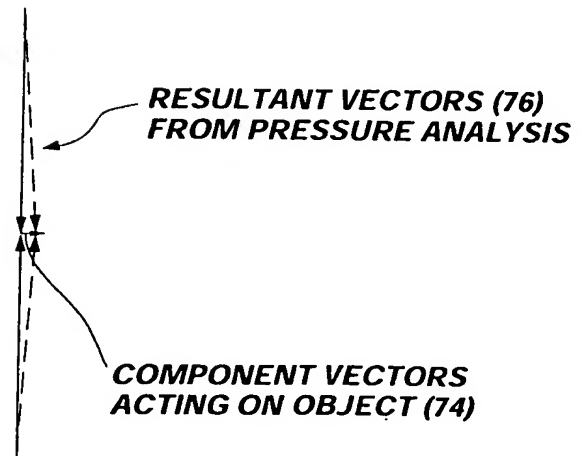 RESULTANT VECTORS (76)
FROM PRESSURE ANALYSIS
COMPONENT VECTORS
ACTING ON OBJECT (74)